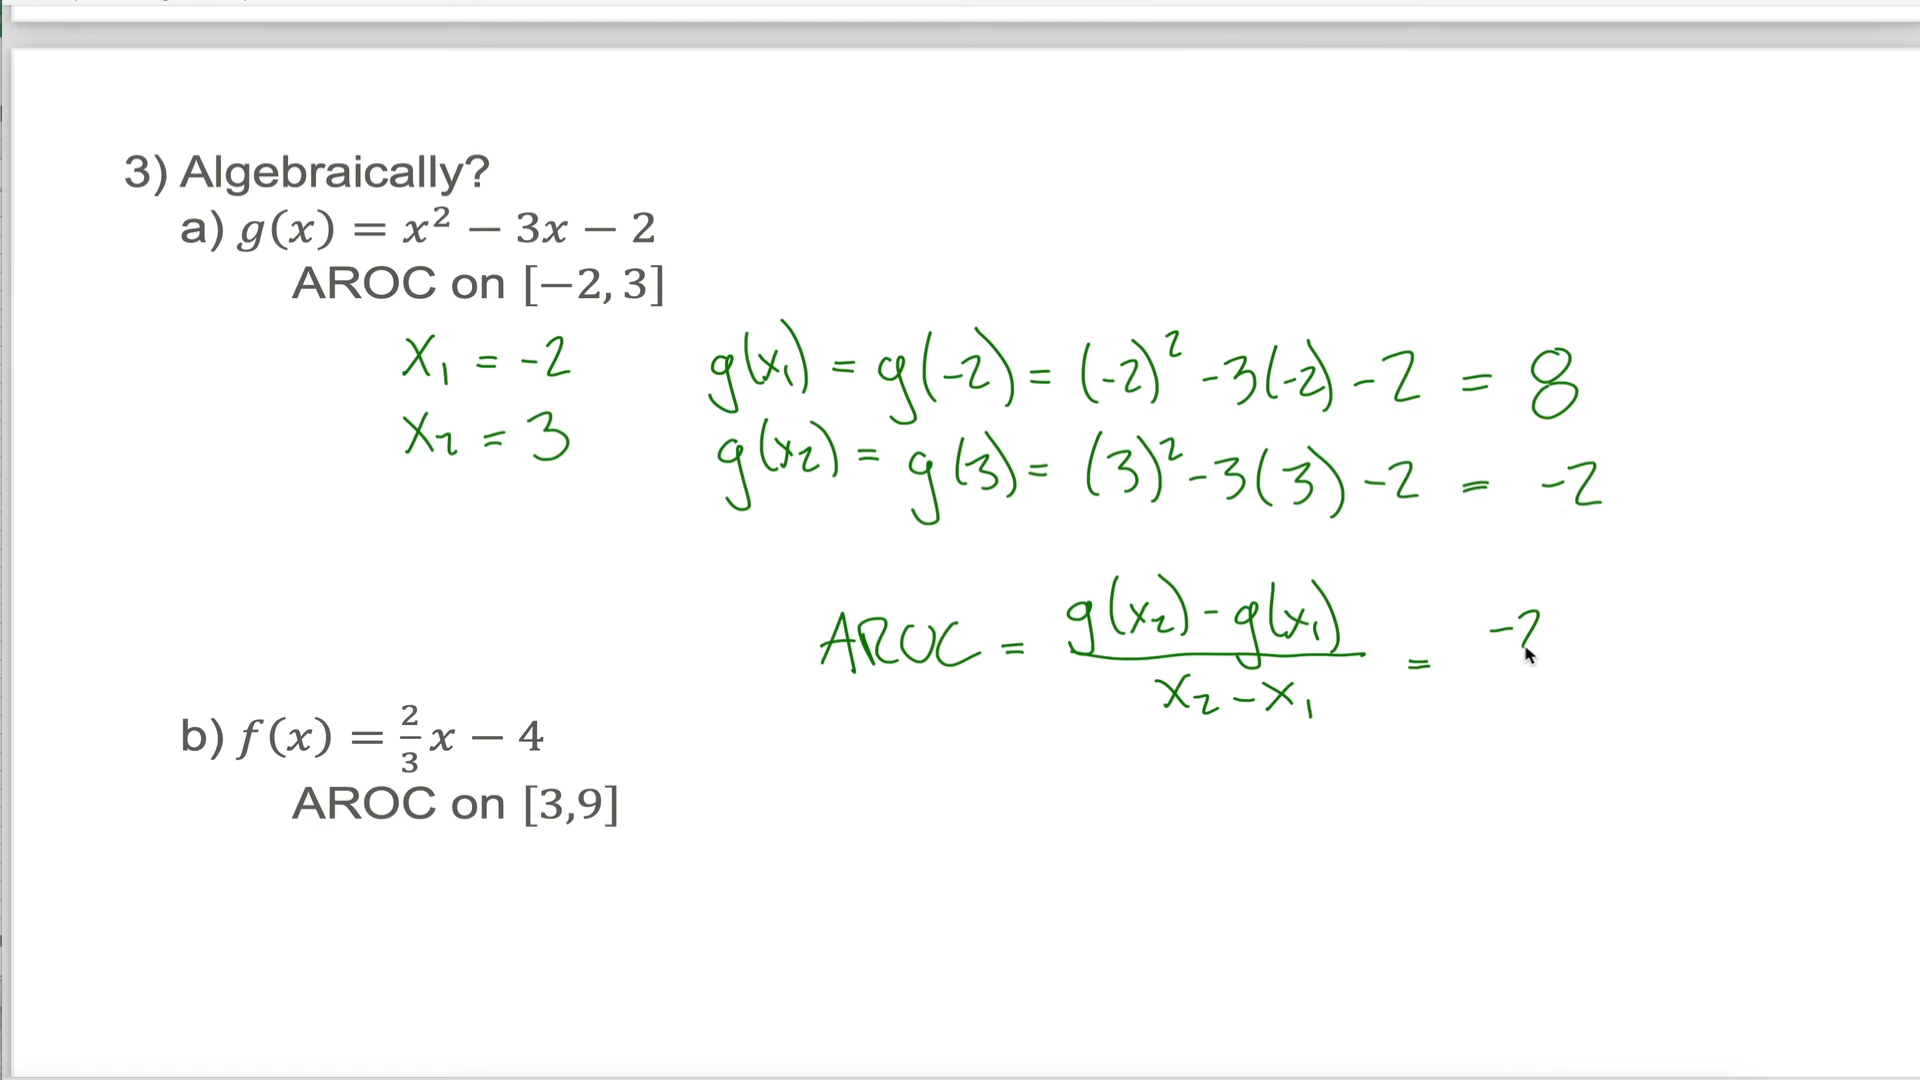 3) Algebraically?
a) g(x) = x² − 3x − 2
AROC on [−2, 3]
x₁ = -2
x₂ = 3
g(x₁) = g(-2) = (-2)² - 3(-2) - 2 = 8
g(x₂) = g(3) = (3)² - 3(3) - 2 = -2
AROC = (g(x₂) - g(x₁)) / (x₂ - x₁) = -2
b) f(x) = 2/3 x − 4
AROC on [3,9]